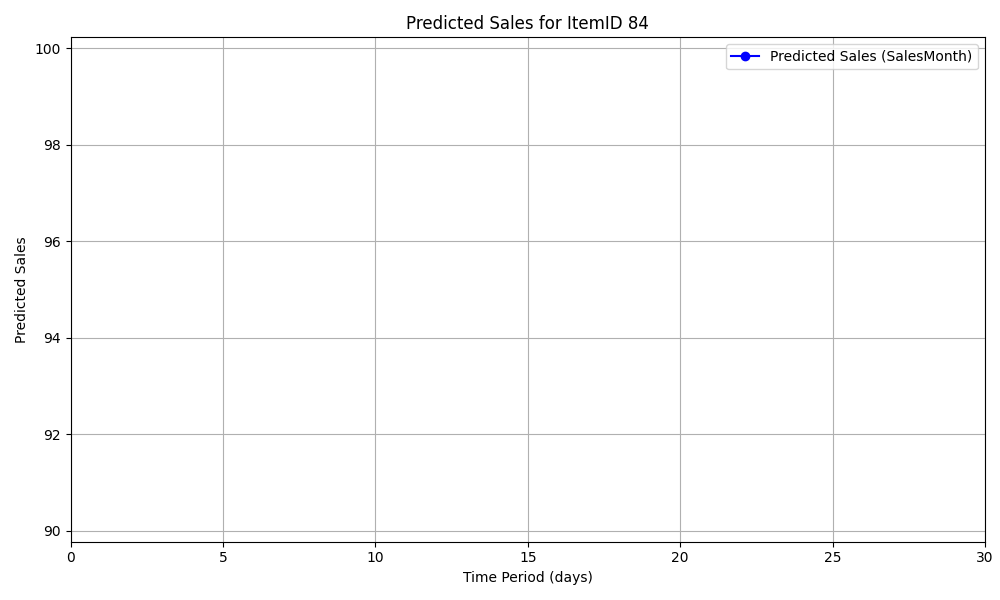 Predicted Sales for ItemID 84
Predicted Sales (SalesMonth)
Predicted Sales
100
98
96
94
92
90
0 5 10 15 20 25 30
Time Period (days)